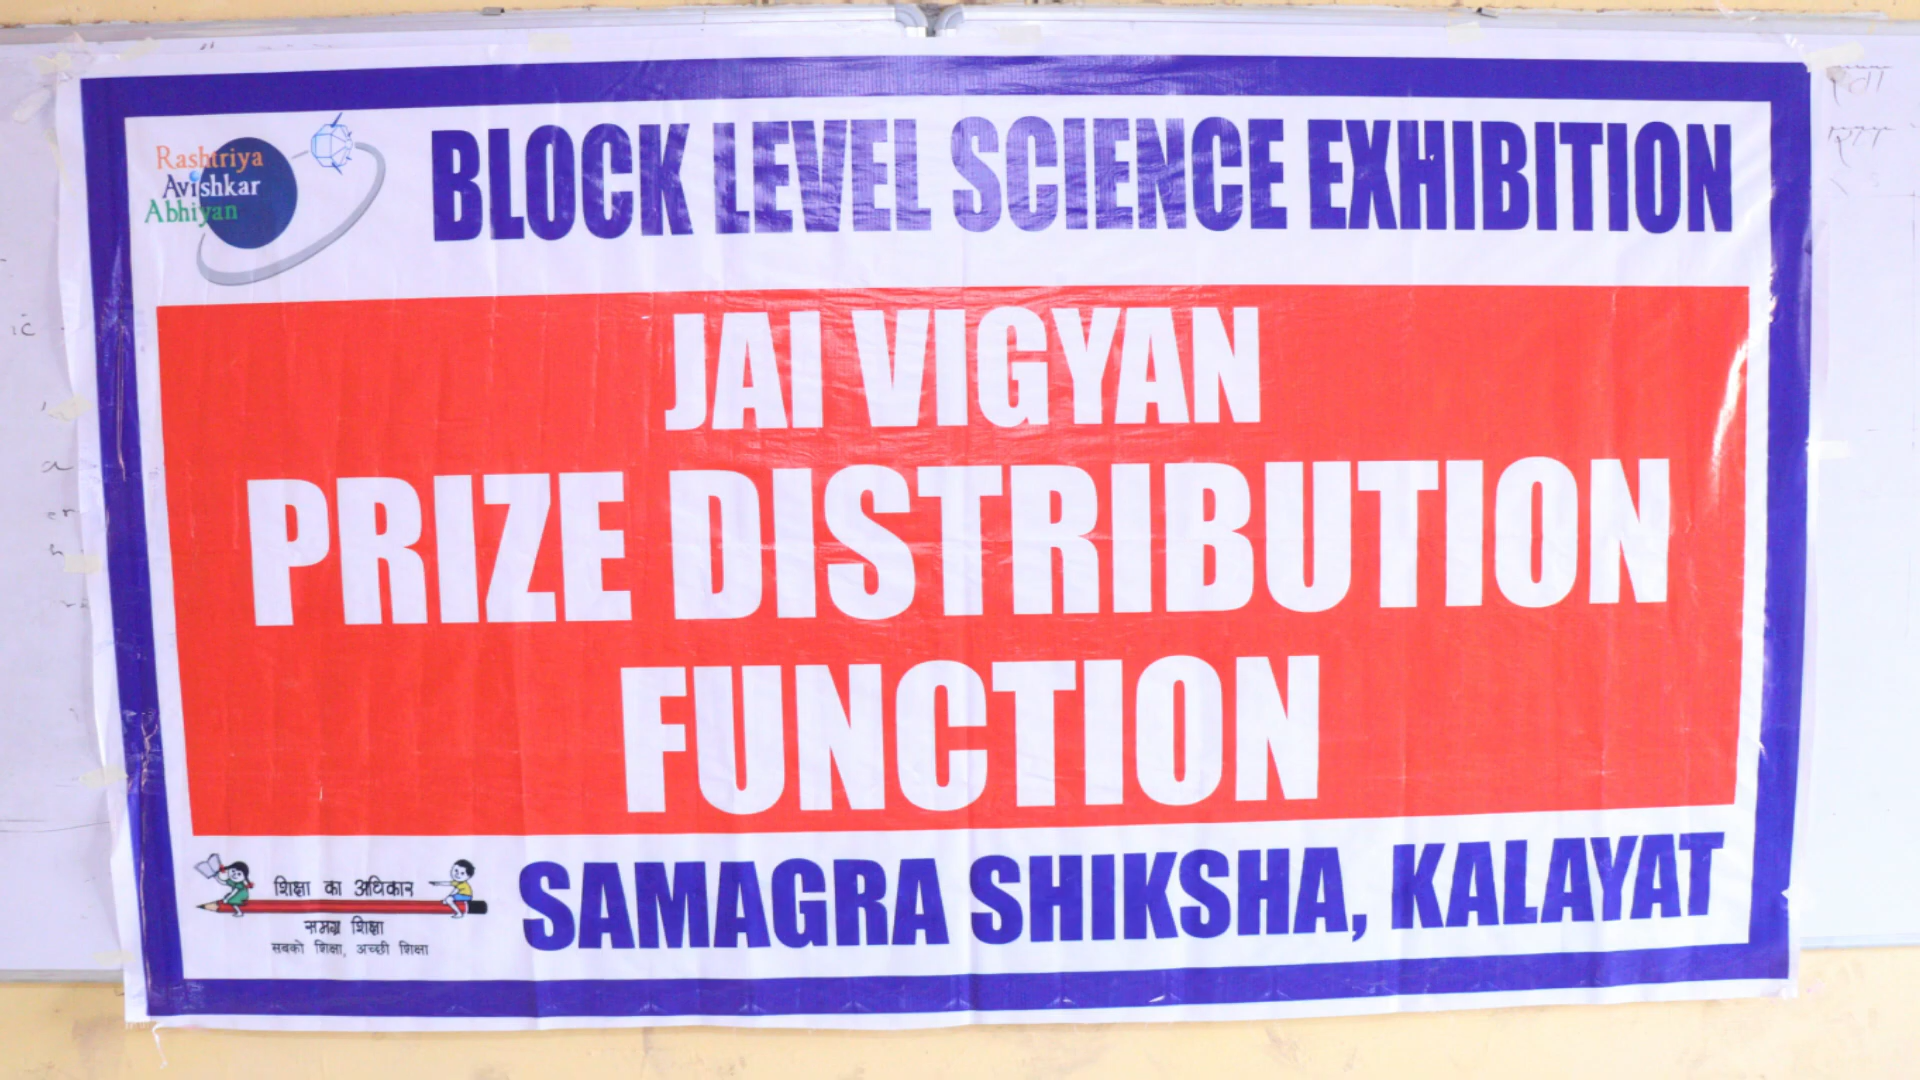 Rashtriya
Avishkar
Abhiyan
BLOCK LEVEL SCIENCE EXHIBITION
JAI VIGYAN
PRIZE DISTRIBUTION
FUNCTION
शिक्षा का अधिकार
समग्र शिक्षा
सबको शिक्षा, अच्छी शिक्षा
SAMAGRA SHIKSHA, KALAYAT